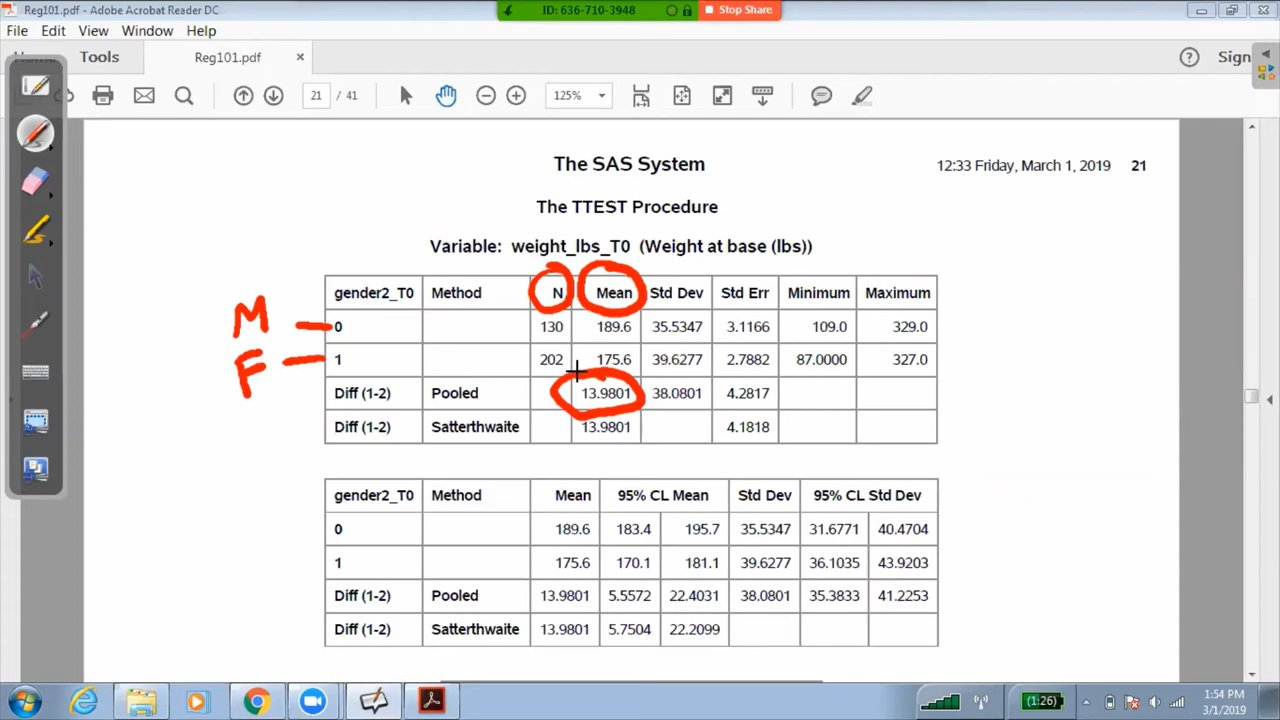 Reg101.pdf - Adobe Acrobat Reader DC
ID: 636-710-3948 Stop Share
File Edit View Window Help
Tools Reg101.pdf × Sign
21 / 41 125%
The SAS System 12:33 Friday, March 1, 2019 21
The TTEST Procedure
Variable: weight_lbs_T0 (Weight at base (lbs))
gender2_T0 Method N Mean Std Dev Std Err Minimum Maximum
M 0 130 189.6 35.5347 3.1166 109.0 329.0
F 1 202 175.6 39.6277 2.7882 87.0000 327.0
Diff (1-2) Pooled 13.9801 38.0801 4.2817
Diff (1-2) Satterthwaite 13.9801 4.1818
gender2_T0 Method Mean 95% CL Mean Std Dev 95% CL Std Dev
0 189.6 183.4 195.7 35.5347 31.6771 40.4704
1 175.6 170.1 181.1 39.6277 36.1035 43.9203
Diff (1-2) Pooled 13.9801 5.5572 22.4031 38.0801 35.3833 41.2253
Diff (1-2) Satterthwaite 13.9801 5.7504 22.2099
(1:26) 1:54 PM
3/1/2019